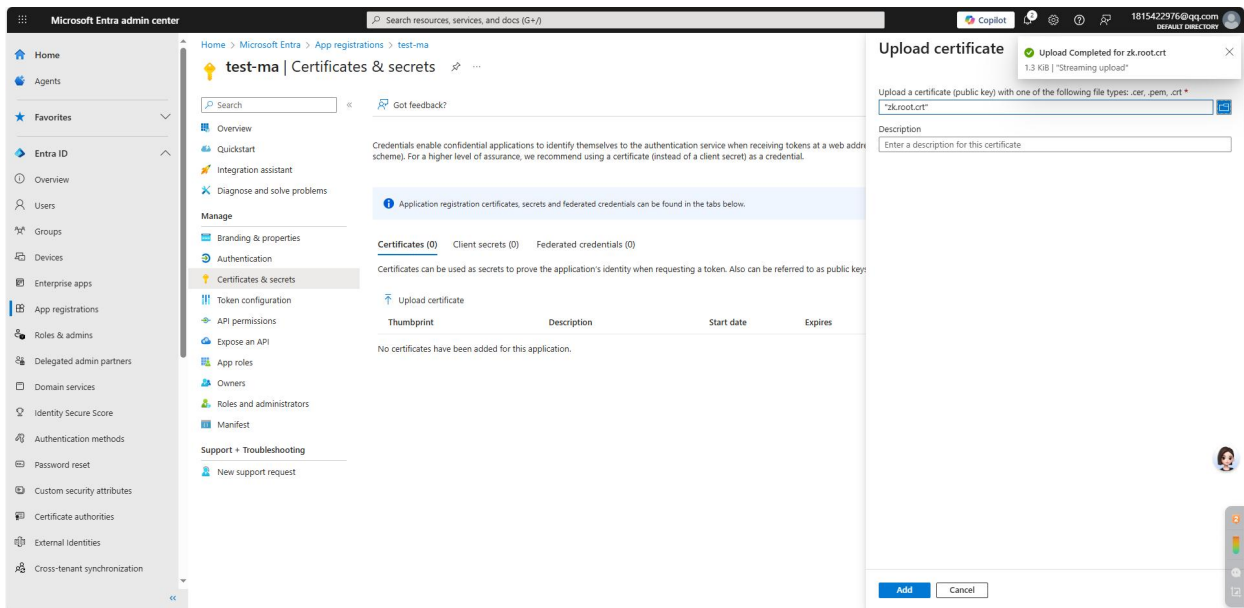 Microsoft Entra admin center
Search resources, services, and docs (G+/)
Copilot
2
1815422976@qq.com
DEFAULT DIRECTORY
Home
Agents
Favorites
Entra ID
Overview
Users
Groups
Devices
Enterprise apps
App registrations
Roles & admins
Delegated admin partners
Domain services
Identity Secure Score
Authentication methods
Password reset
Custom security attributes
Certificate authorities
External Identities
Cross-tenant synchronization
«
Home > Microsoft Entra > App registrations > test-ma
test-ma | Certificates & secrets
...
Search
«
Overview
Quickstart
Integration assistant
Diagnose and solve problems
Manage
Branding & properties
Authentication
Certificates & secrets
Token configuration
API permissions
Expose an API
App roles
Owners
Roles and administrators
Manifest
Support + Troubleshooting
New support request
Got feedback?
Credentials enable confidential applications to identify themselves to the authentication service when receiving tokens at a web addre
scheme). For a higher level of assurance, we recommend using a certificate (instead of a client secret) as a credential.
Application registration certificates, secrets and federated credentials can be found in the tabs below.
Certificates (0) Client secrets (0) Federated credentials (0)
Certificates can be used as secrets to prove the application's identity when requesting a token. Also can be referred to as public keys
Upload certificate
Thumbprint Description Start date Expires
No certificates have been added for this application.
Upload certificate
Upload Completed for zk.root.crt
1.3 KiB | "Streaming upload"
Upload a certificate (public key) with one of the following file types: .cer, .pem, .crt *
"zk.root.crt"
Description
Enter a description for this certificate
Add Cancel